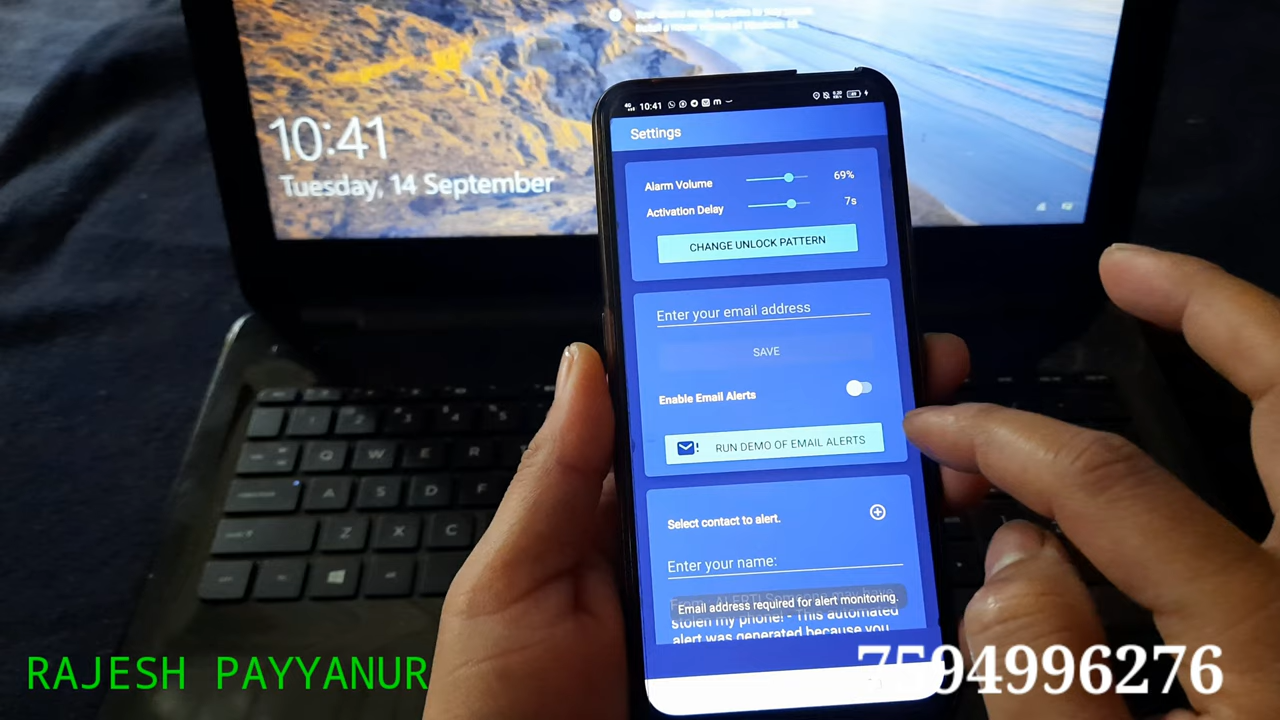 10:41
Tuesday, 14 September
4G 10:41
Settings
Alarm Volume 69%
Activation Delay 7s
CHANGE UNLOCK PATTERN
Enter your email address
SAVE
Enable Email Alerts
RUN DEMO OF EMAIL ALERTS
Select contact to alert.
Enter your name:
Email address required for alert monitoring.
stolen my phone! - This automated
alert was generated because you
Q W E R
A S D F
Z X C
RAJESH PAYYANUR
7594996276